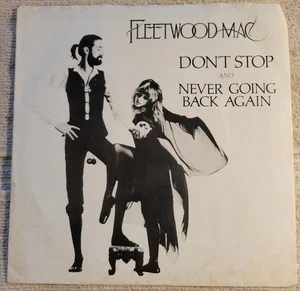 FLEETWOOD MAC
DON'T STOP
AND
NEVER GOING
BACK AGAIN